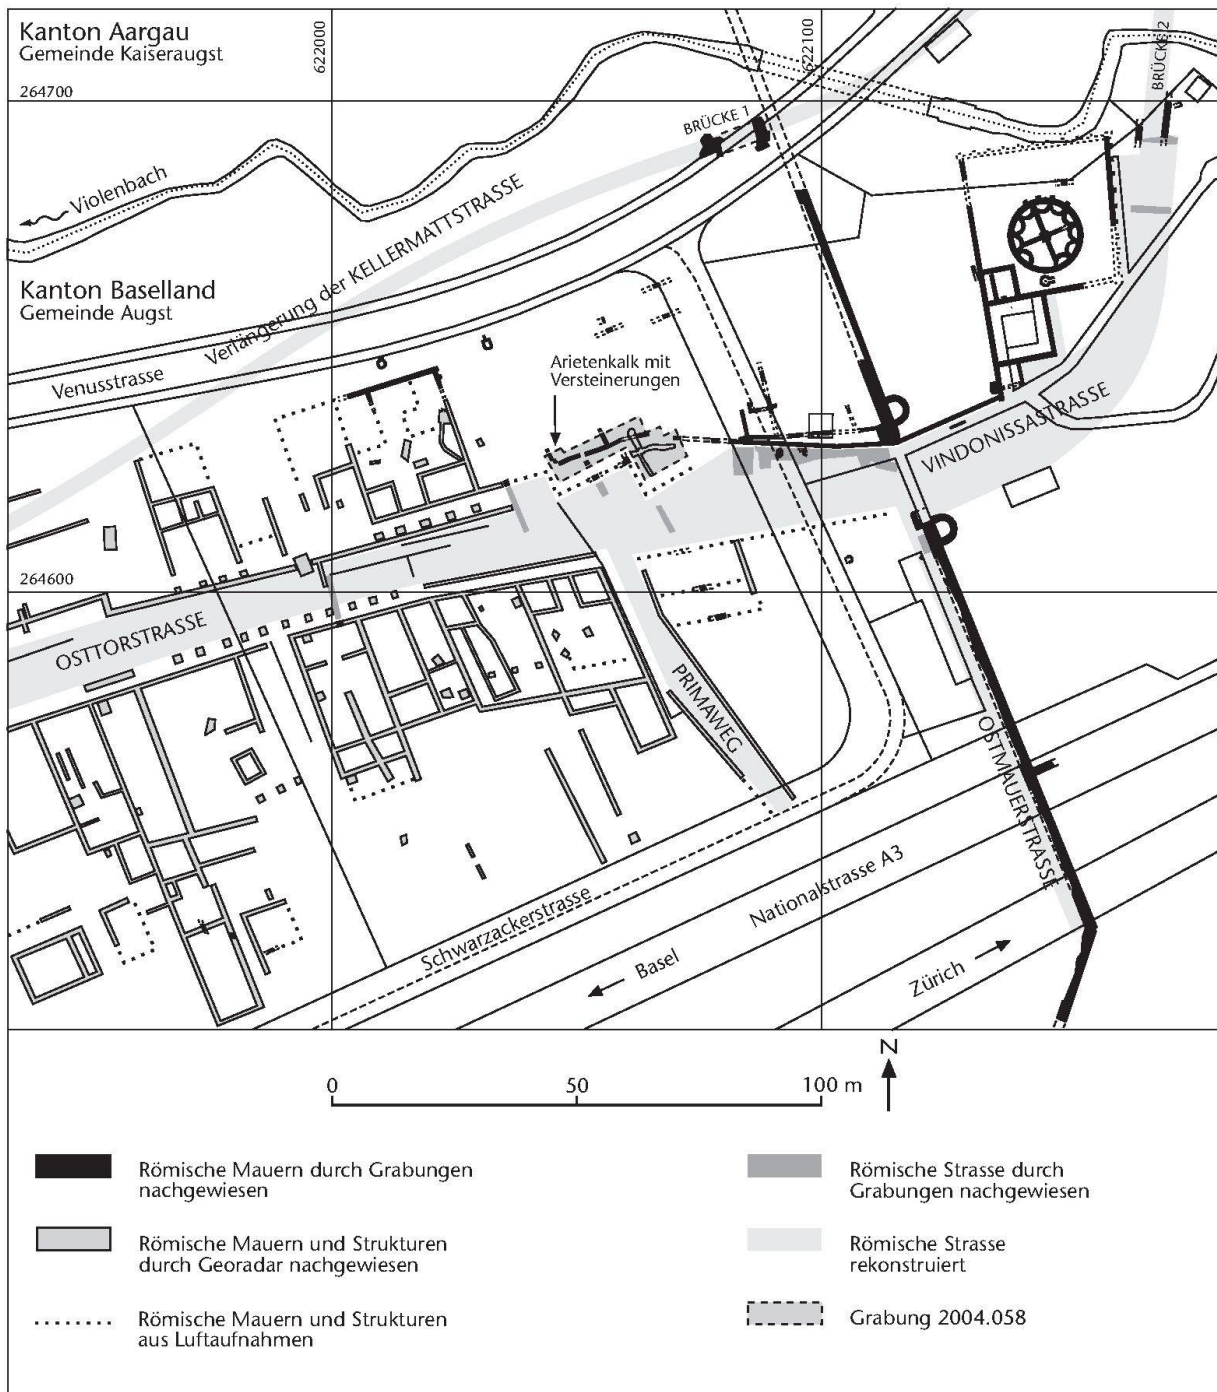 Kanton Aargau
Gemeinde Kaiseraugst
622000
622100
BRÜCKE 2
264700
BRÜCKE 1
Violenbach
Verlängerung der KELLERMATTSTRASSE
Kanton Baselland
Gemeinde Augst
Venusstrasse
Arietenkalk mit
Versteinerungen
VINDONISSASTRASSE
264600
OSTTORSTRASSE
PRIMAWEG
OSTMAUERSTRASSE
Schwarzackerstrasse
Nationalstrasse A3
Basel
Zürich
N
0
50
100 m
Römische Mauern durch Grabungen
nachgewiesen
Römische Mauern und Strukturen
durch Georadar nachgewiesen
Römische Mauern und Strukturen
aus Luftaufnahmen
Römische Strasse durch
Grabungen nachgewiesen
Römische Strasse
rekonstruiert
Grabung 2004.058